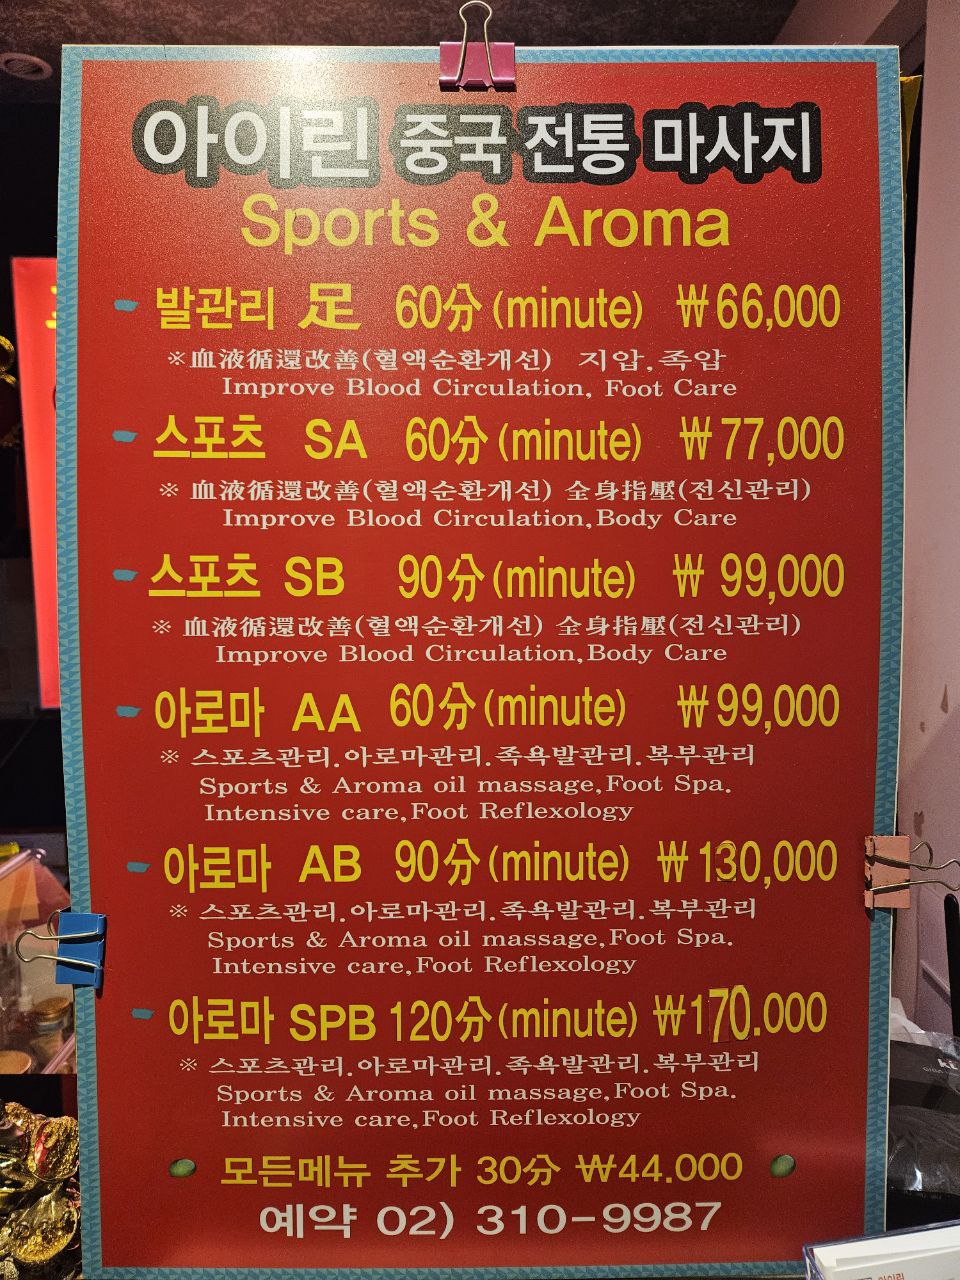 아이린 중국 전통 마사지
Sports & Aroma
발관리 足 60分 (minute) ₩66,000
※血液循還改善(혈액순환개선) 지압.족압
Improve Blood Circulation, Foot Care
스포츠 SA 60分 (minute) ₩77,000
※ 血液循還改善(혈액순환개선) 全身指壓(전신관리)
Improve Blood Circulation,Body Care
스포츠 SB 90分 (minute) ₩ 99,000
※ 血液循還改善(혈액순환개선) 全身指壓(전신관리)
Improve Blood Circulation,Body Care
아로마 AA 60分 (minute) ₩99,000
※ 스포츠관리.아로마관리.족욕발관리.복부관리
Sports & Aroma oil massage,Foot Spa.
Intensive care,Foot Reflexology
아로마 AB 90分 (minute) ₩130,000
※ 스포츠관리.아로마관리.족욕발관리.복부관리
Sports & Aroma oil massage,Foot Spa.
Intensive care,Foot Reflexology
아로마 SPB 120分 (minute) ₩170.000
※ 스포츠관리.아로마관리.족욕발관리.복부관리
Sports & Aroma oil massage,Foot Spa.
Intensive care,Foot Reflexology
모든메뉴 추가 30分 ₩44.000
예약 02) 310-9987
아이린